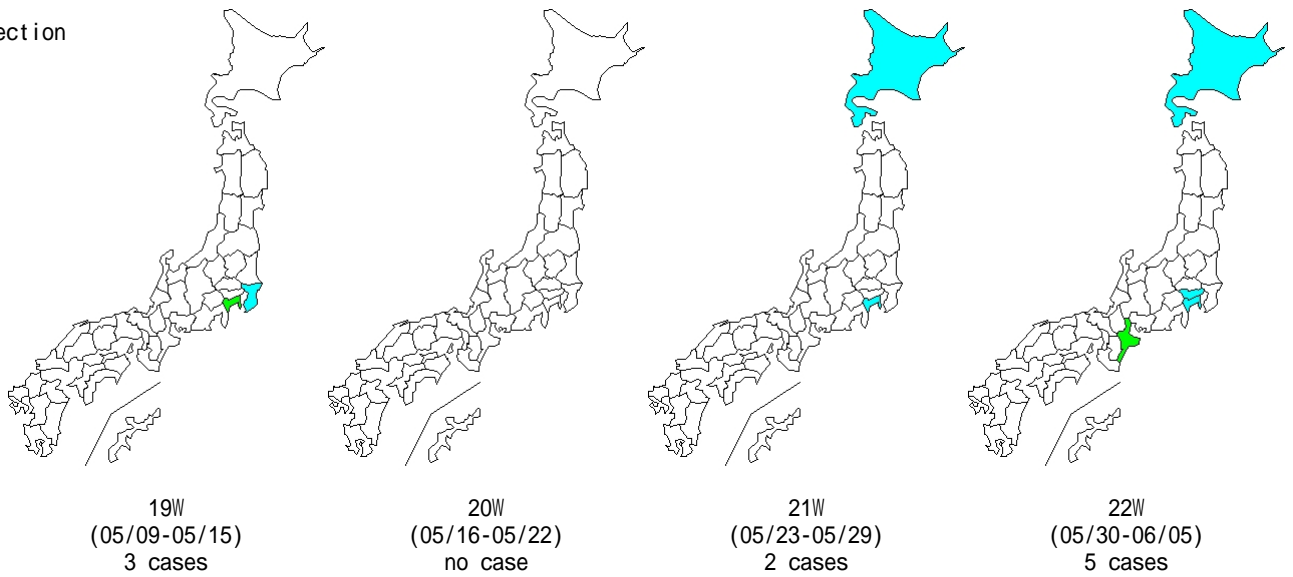 ection
19W
(05/09-05/15)
3 cases
20W
(05/16-05/22)
no case
21W
(05/23-05/29)
2 cases
22W
(05/30-06/05)
5 cases